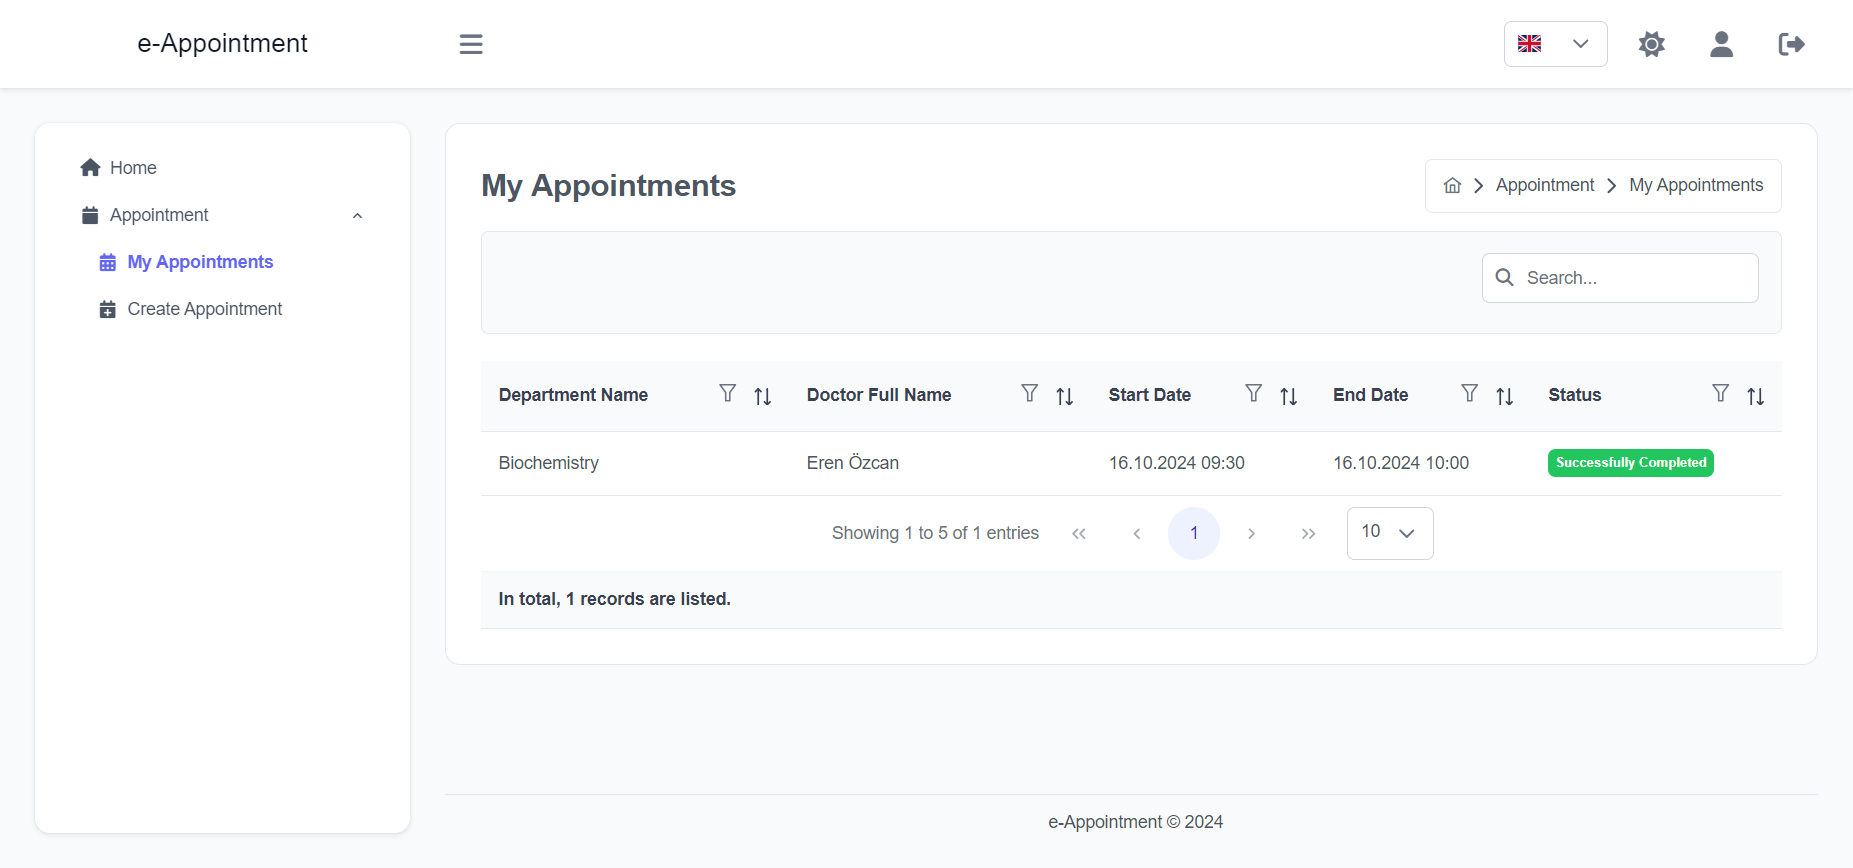 e-Appointment
Home
Appointment
My Appointments
Create Appointment
My Appointments
Appointment My Appointments
Search...
Department Name Doctor Full Name Start Date End Date Status
Biochemistry Eren Özcan 16.10.2024 09:30 16.10.2024 10:00 Successfully Completed
Showing 1 to 5 of 1 entries « ‹ 1 › » 10
In total, 1 records are listed.
e-Appointment © 2024